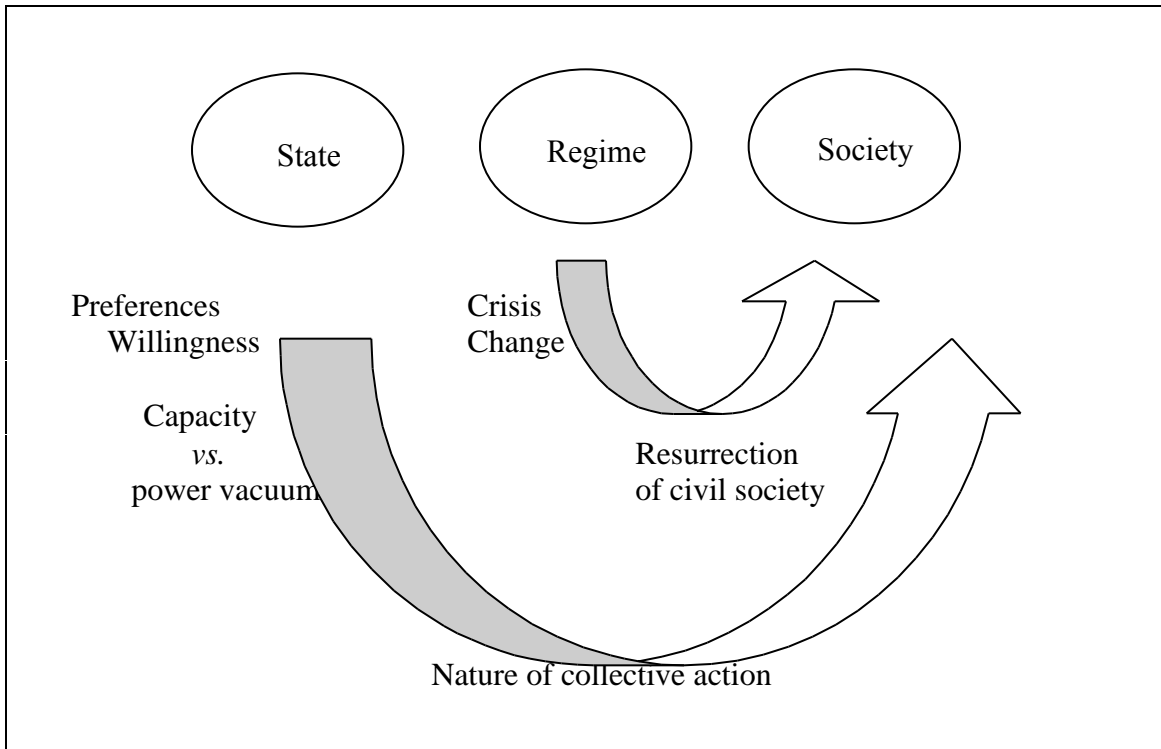 State
Regime
Society
Preferences
Willingness
Crisis
Change
Capacity
vs.
power vacuum
Resurrection
of civil society
Nature of collective action